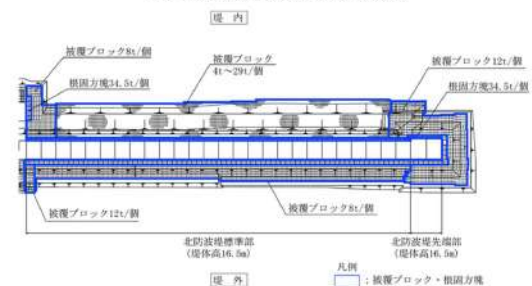 堤 内
被覆ブロック8t/個
根固方塊34.5t/個
被覆ブロック
4t～29t/個
被覆ブロック12t/個
根固方塊34.5t/個
被覆ブロック12t/個
被覆ブロック8t/個
北防波堤標準部
(堤体高16.5m)
北防波堤先端部
(堤体高16.5m)
堤 外
凡例
：被覆ブロック・根固方塊